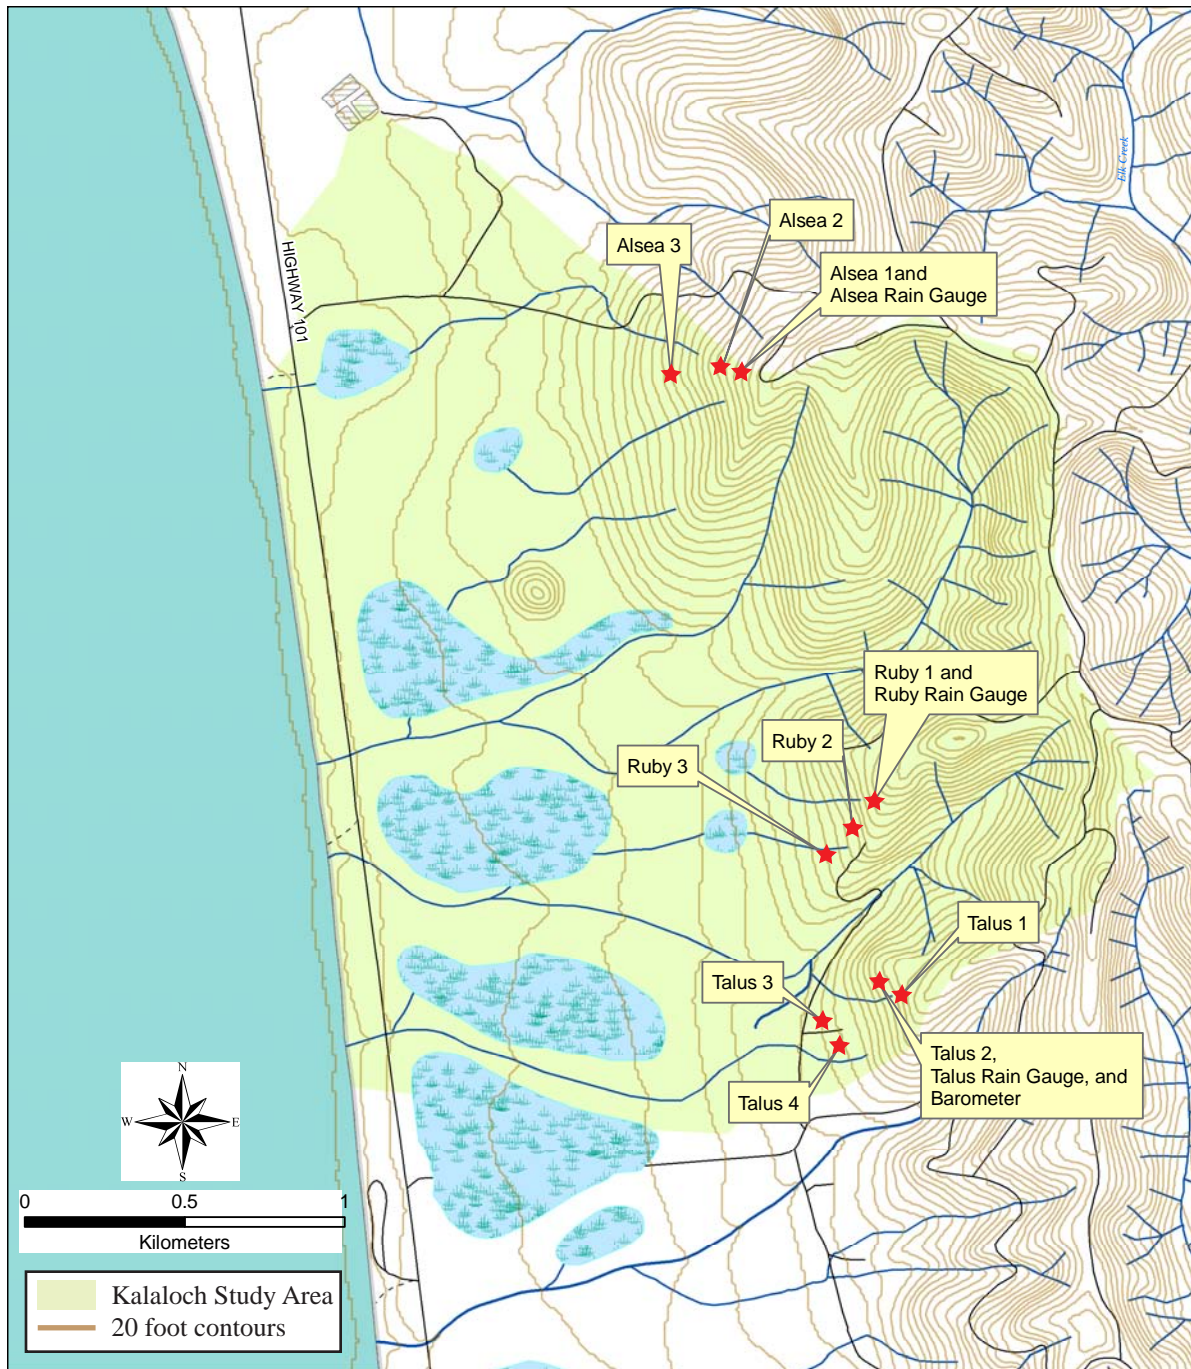 Elk Creek
Alsea 2
Alsea 3
Alsea 1and
Alsea Rain Gauge
HIGHWAY 101
Ruby 1 and
Ruby Rain Gauge
Ruby 2
Ruby 3
Talus 1
Talus 3
Talus 2,
Talus Rain Gauge, and
Barometer
Talus 4
N
W E
S
0 0.5 1
Kilometers
Kalaloch Study Area
20 foot contours